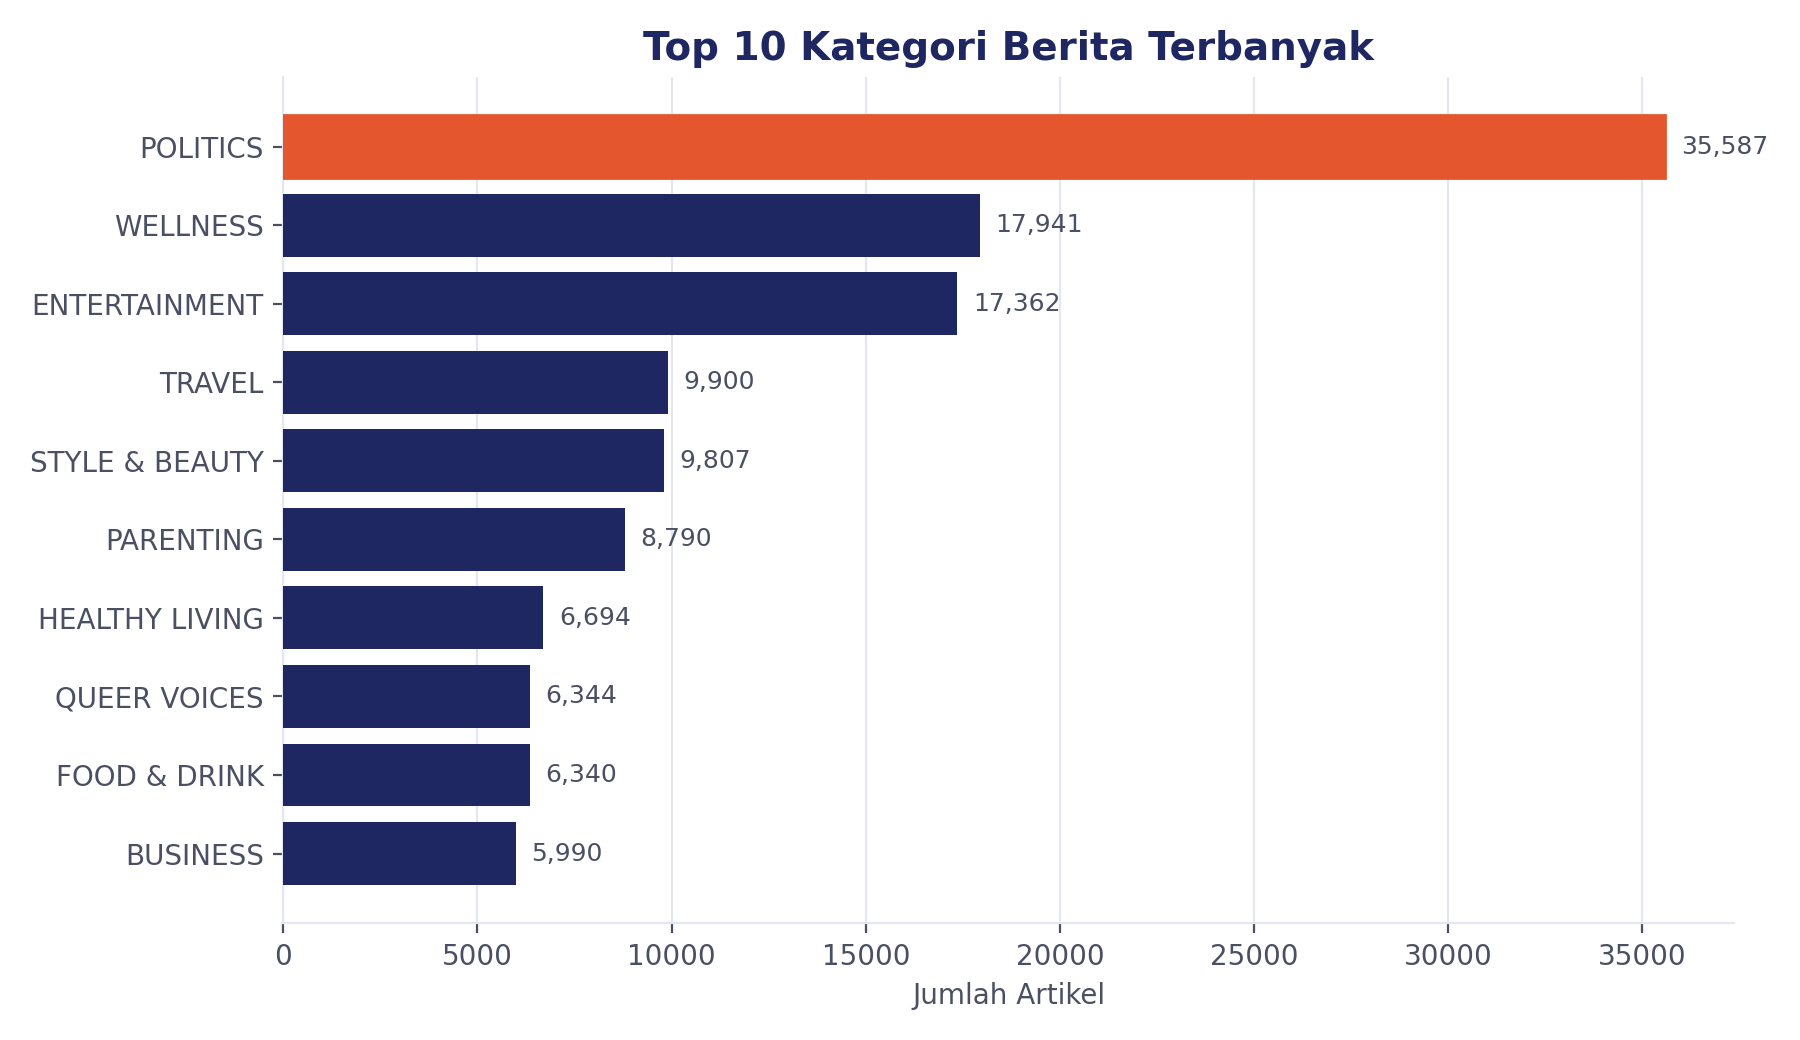 Top 10 Kategori Berita Terbanyak
POLITICS 35,587
WELLNESS 17,941
ENTERTAINMENT 17,362
TRAVEL 9,900
STYLE & BEAUTY 9,807
PARENTING 8,790
HEALTHY LIVING 6,694
QUEER VOICES 6,344
FOOD & DRINK 6,340
BUSINESS 5,990
0 5000 10000 15000 20000 25000 30000 35000
Jumlah Artikel